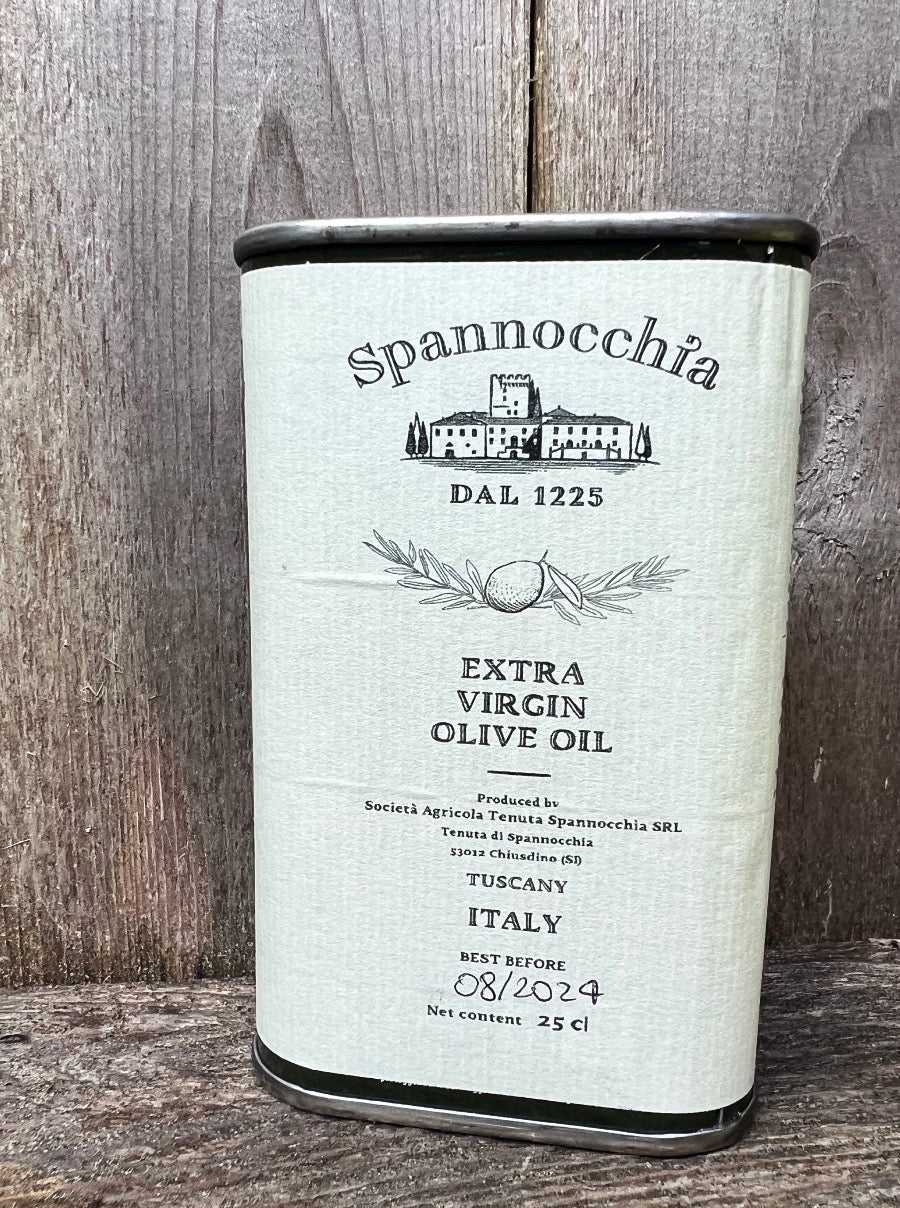 Spannocchia
DAL 1225
EXTRA
VIRGIN
OLIVE OIL
Produced by
Società Agricola Tenuta Spannocchia SRL
Tenuta di Spannocchia
53012 Chiusdino (SI)
TUSCANY
ITALY
BEST BEFORE
08/2024
Net content 25 cl